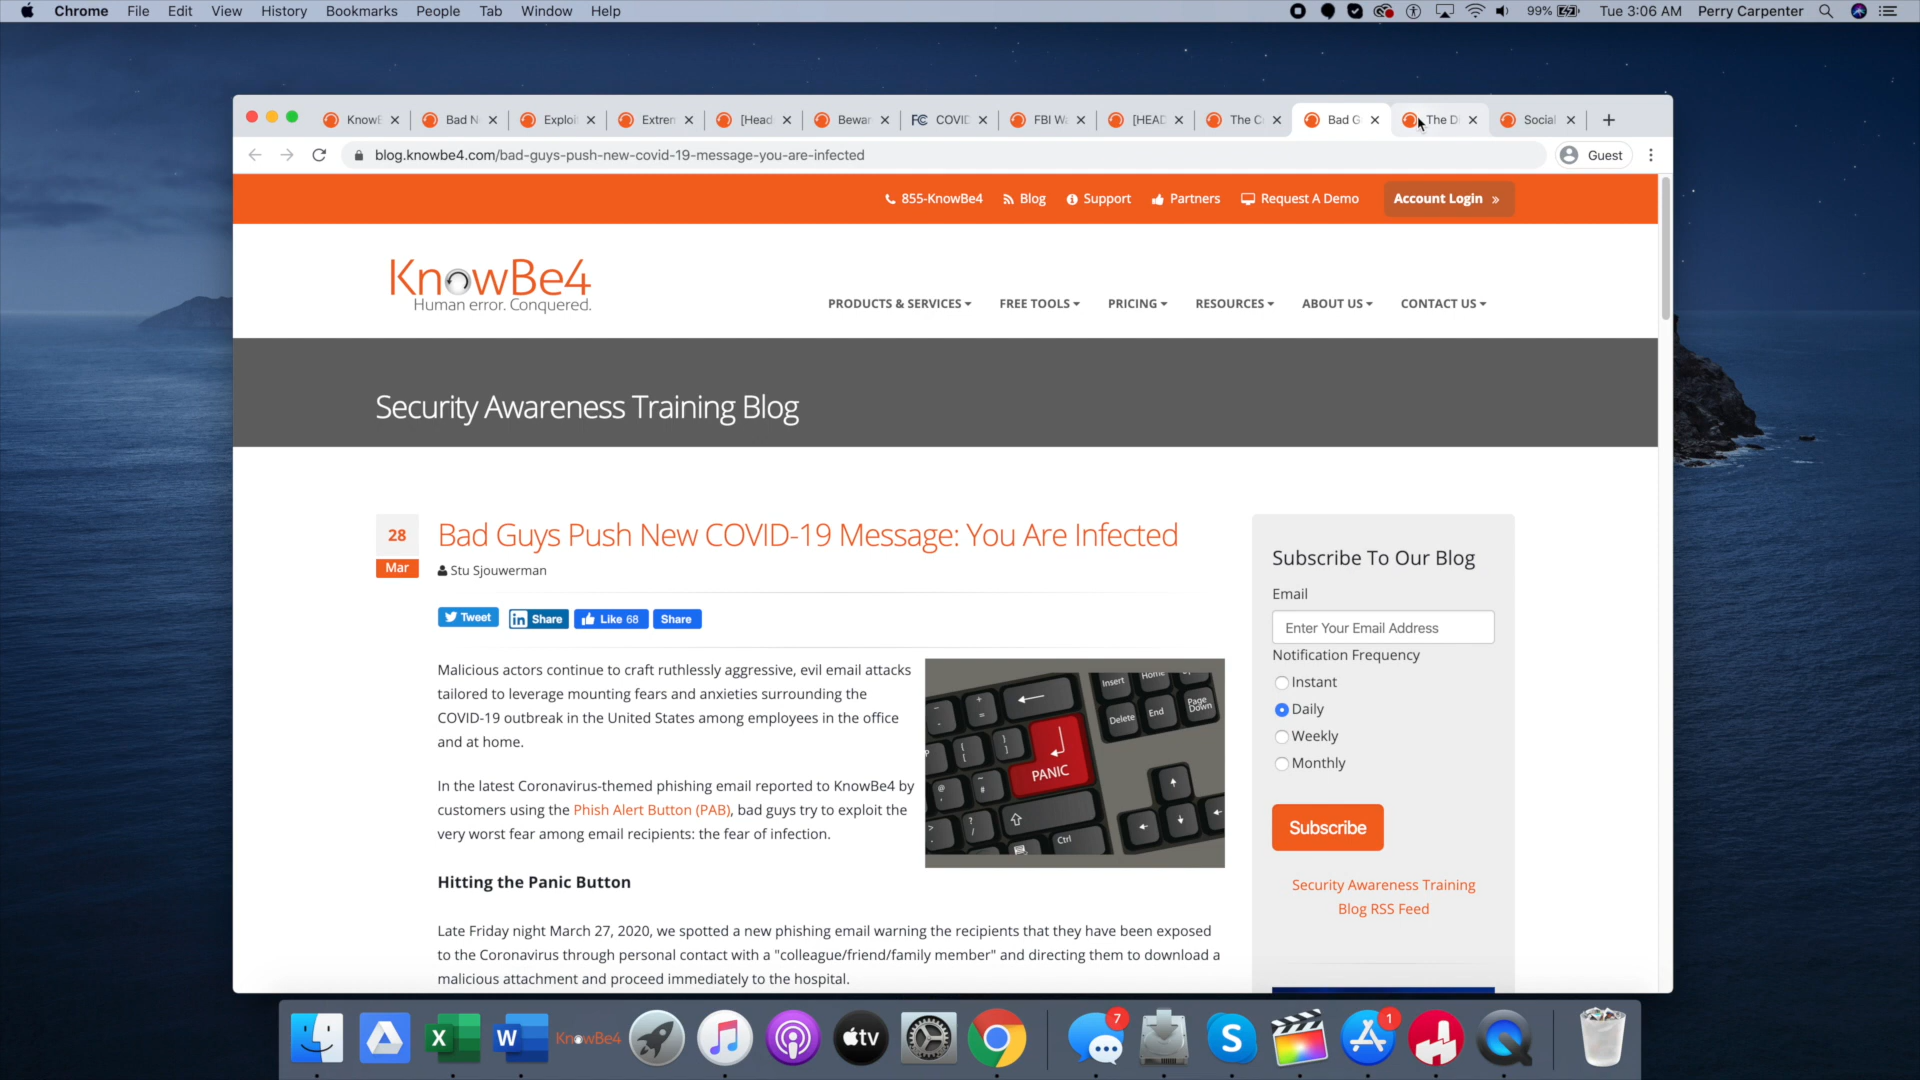 Chrome File Edit View History Bookmarks People Tab Window Help
99% Tue 3:06 AM Perry Carpenter
KnowB Bad N Exploi Extrem [Head Bewar COVID FBI W [HEAD The C Bad G The D Social
blog.knowbe4.com/bad-guys-push-new-covid-19-message-you-are-infected
Guest
855-KnowBe4 Blog Support Partners Request A Demo Account Login »
KnowBe4
Human error. Conquered.
PRODUCTS & SERVICES FREE TOOLS PRICING RESOURCES ABOUT US CONTACT US
Security Awareness Training Blog
28
Mar
Bad Guys Push New COVID-19 Message: You Are Infected
Stu Sjouwerman
Tweet in Share Like 68 Share
Malicious actors continue to craft ruthlessly aggressive, evil email attacks
tailored to leverage mounting fears and anxieties surrounding the
COVID-19 outbreak in the United States among employees in the office
and at home.
In the latest Coronavirus-themed phishing email reported to KnowBe4 by
customers using the Phish Alert Button (PAB), bad guys try to exploit the
very worst fear among email recipients: the fear of infection.
Insert Home
Delete End Page Down
PANIC
Ctrl
Hitting the Panic Button
Late Friday night March 27, 2020, we spotted a new phishing email warning the recipients that they have been exposed
to the Coronavirus through personal contact with a "colleague/friend/family member" and directing them to download a
malicious attachment and proceed immediately to the hospital.
Subscribe To Our Blog
Email
Enter Your Email Address
Notification Frequency
Instant
Daily
Weekly
Monthly
Subscribe
Security Awareness Training
Blog RSS Feed
X W KnowBe4 tv 7 S 1